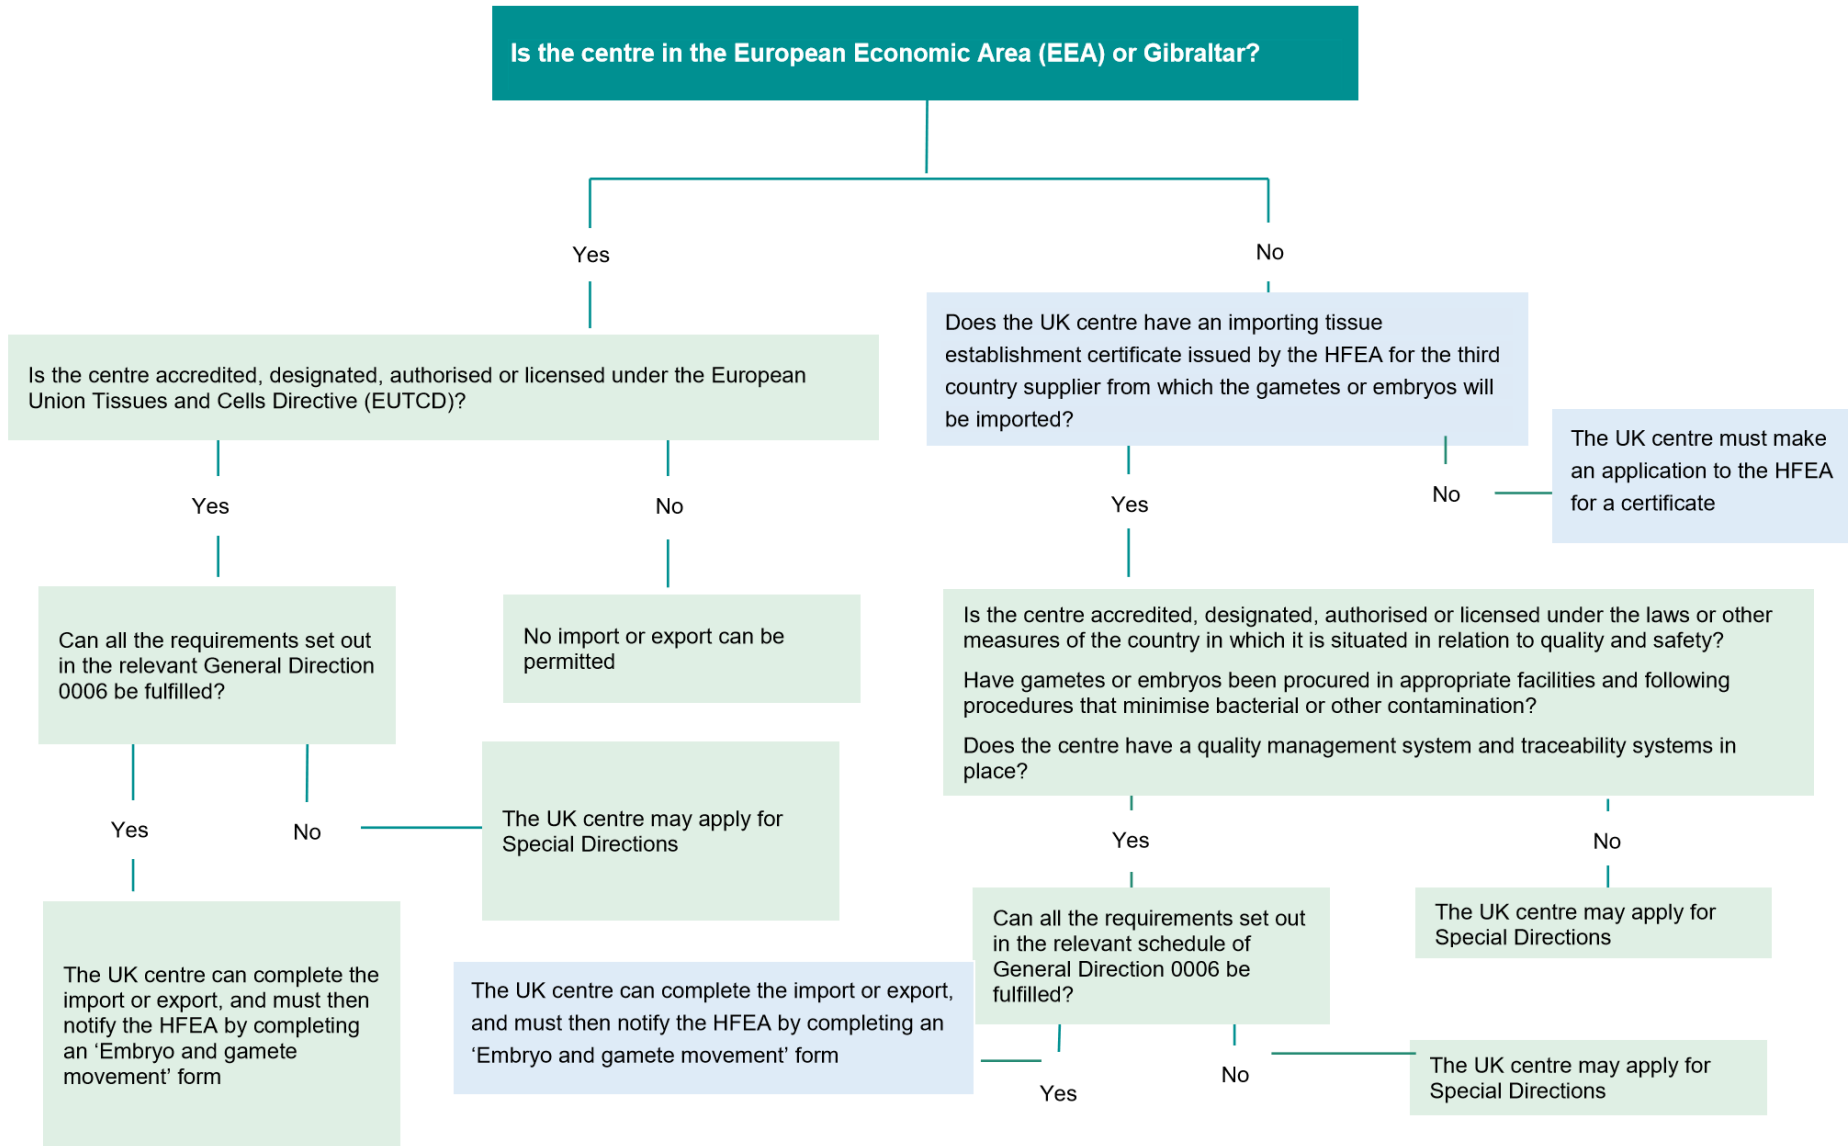 Is the centre in the European Economic Area (EEA) or Gibraltar?
Yes
No
Is the centre accredited, designated, authorised or licensed under the European
Union Tissues and Cells Directive (EUTCD)?
Does the UK centre have an importing tissue
establishment certificate issued by the HFEA for the third
country supplier from which the gametes or embryos will
be imported?
The UK centre must make
an application to the HFEA
for a certificate
Yes
No
Yes
No
Can all the requirements set out
in the relevant General Direction
0006 be fulfilled?
No import or export can be
permitted
Is the centre accredited, designated, authorised or licensed under the laws or other
measures of the country in which it is situated in relation to quality and safety?
Have gametes or embryos been procured in appropriate facilities and following
procedures that minimise bacterial or other contamination?
Does the centre have a quality management system and traceability systems in
place?
Yes
No
The UK centre may apply for
Special Directions
Yes
No
The UK centre can complete the
import or export, and must then
notify the HFEA by completing
an ‘Embryo and gamete
movement’ form
The UK centre can complete the import or export,
and must then notify the HFEA by completing an
‘Embryo and gamete movement’ form
Can all the requirements set out
in the relevant schedule of
General Direction 0006 be
fulfilled?
The UK centre may apply for
Special Directions
Yes
No
The UK centre may apply for
Special Directions